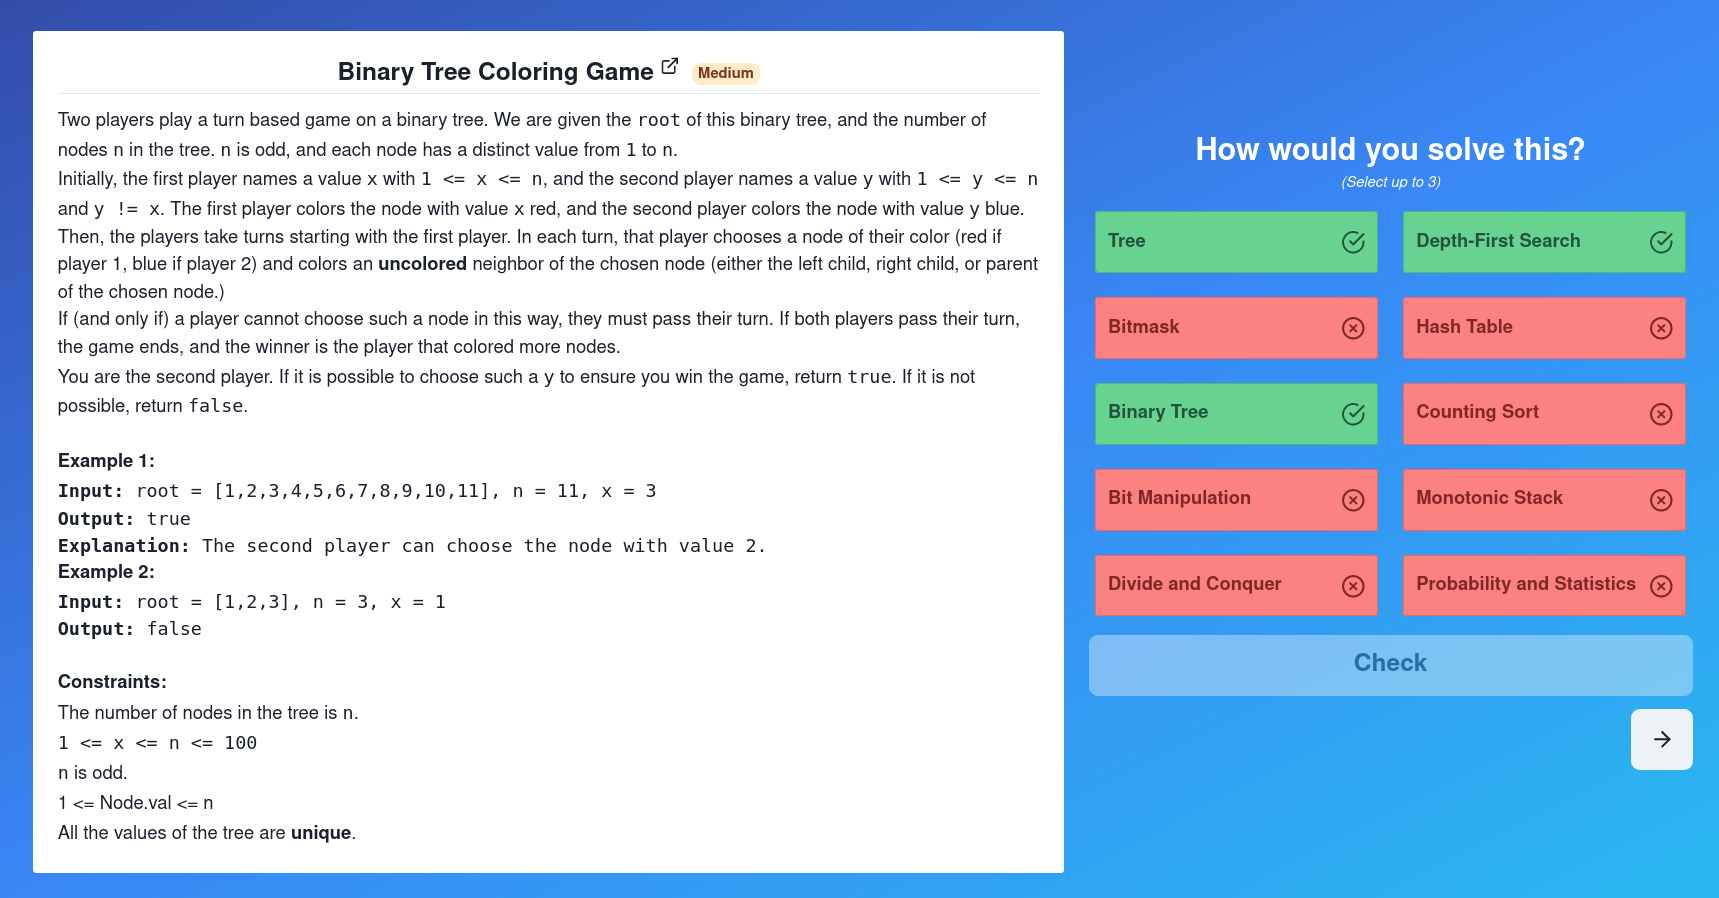 Binary Tree Coloring Game
Medium
Two players play a turn based game on a binary tree. We are given the root of this binary tree, and the number of
nodes n in the tree. n is odd, and each node has a distinct value from 1 to n.
Initially, the first player names a value x with 1 <= x <= n, and the second player names a value y with 1 <= y <= n
and y != x. The first player colors the node with value x red, and the second player colors the node with value y blue.
Then, the players take turns starting with the first player. In each turn, that player chooses a node of their color (red if
player 1, blue if player 2) and colors an uncolored neighbor of the chosen node (either the left child, right child, or parent
of the chosen node.)
If (and only if) a player cannot choose such a node in this way, they must pass their turn. If both players pass their turn,
the game ends, and the winner is the player that colored more nodes.
You are the second player. If it is possible to choose such a y to ensure you win the game, return true. If it is not
possible, return false.
Example 1:
Input: root = [1,2,3,4,5,6,7,8,9,10,11], n = 11, x = 3
Output: true
Explanation: The second player can choose the node with value 2.
Example 2:
Input: root = [1,2,3], n = 3, x = 1
Output: false
Constraints:
The number of nodes in the tree is n.
1 <= x <= n <= 100
n is odd.
1 <= Node.val <= n
All the values of the tree are unique.
How would you solve this?
(Select up to 3)
Tree
Depth-First Search
Bitmask
Hash Table
Binary Tree
Counting Sort
Bit Manipulation
Monotonic Stack
Divide and Conquer
Probability and Statistics
Check